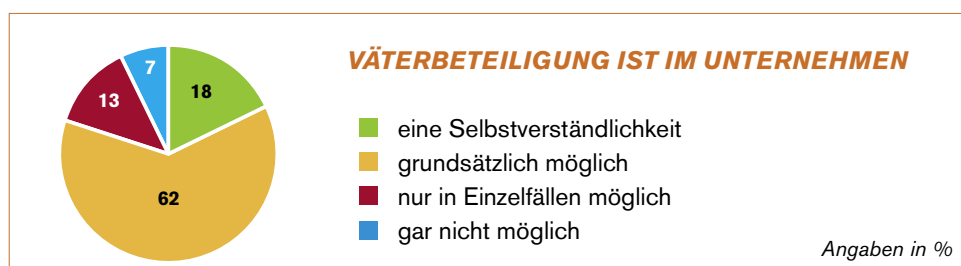 VÄTERBETEILIGUNG IST IM UNTERNEHMEN
7
18
13
62
eine Selbstverständlichkeit
grundsätzlich möglich
nur in Einzelfällen möglich
gar nicht möglich
Angaben in %